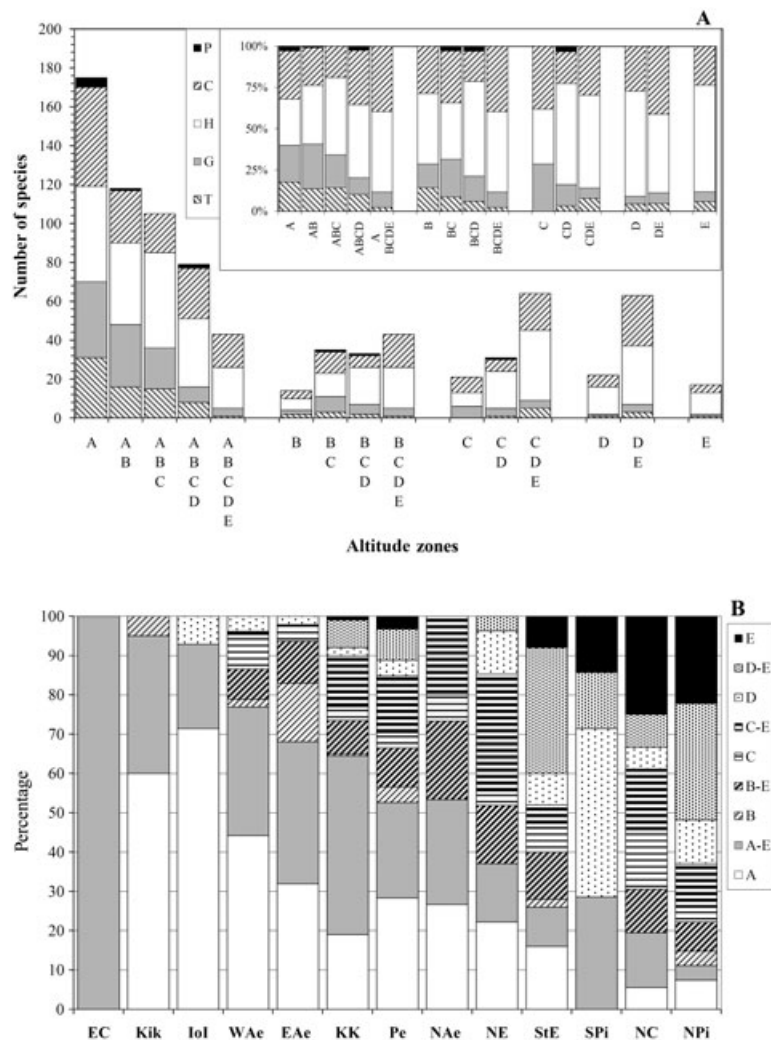 A
200
180
160
140
120
100
80
60
40
20
0
Number of species
P
C
H
G
T
100%
75%
50%
25%
0%
A
AB
ABC
ABCD
A BCDE
B
BC
BCD
BCDE
C
CD
CDE
D
DE
E
A
A B
A B C
A B C D
A B C D E
B
B C
B C D
B C D E
C
C D
C D E
D
D E
E
Altitude zones
B
100
90
80
70
60
50
40
30
20
10
0
Percentage
E
D-E
D
C-E
C
B-E
B
A-E
A
EC Kik IoI WAe EAe KK Pe NAe NE StE SPi NC NPi